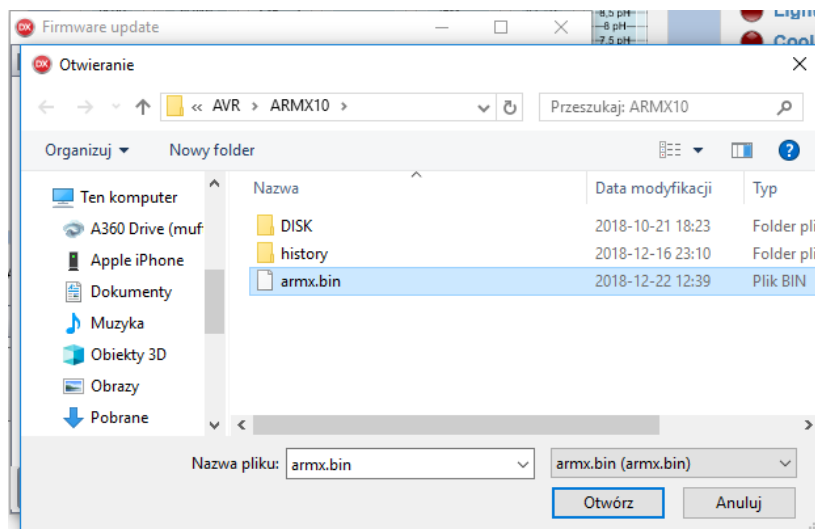 Firmware update
8,5 pH
8 pH
7.5 pH
Light
Cool
Otwieranie
« AVR > ARMX10 >
Przeszukaj: ARMX10
Organizuj
Nowy folder
Nazwa
Data modyfikacji
Typ
Ten komputer
A360 Drive (muf
Apple iPhone
Dokumenty
Muzyka
Obiekty 3D
Obrazy
Pobrane
DISK 2018-10-21 18:23 Folder pli
history 2018-12-16 23:10 Folder pli
armx.bin 2018-12-22 12:39 Plik BIN
Nazwa pliku: armx.bin
armx.bin (armx.bin)
Otwórz
Anuluj